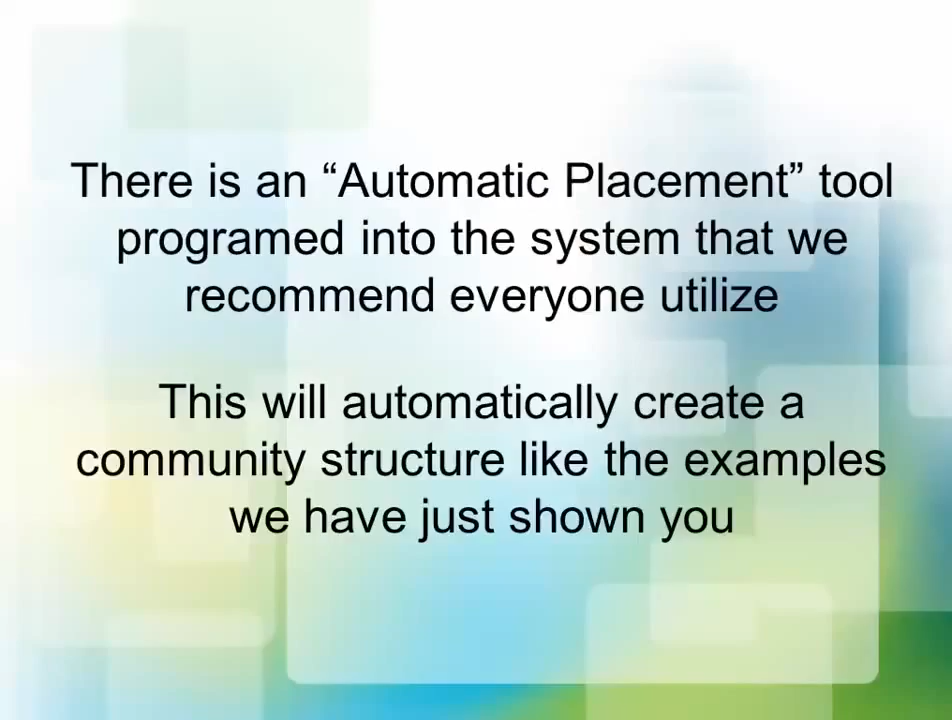 There is an “Automatic Placement” tool
programed into the system that we
recommend everyone utilize
This will automatically create a
community structure like the examples
we have just shown you